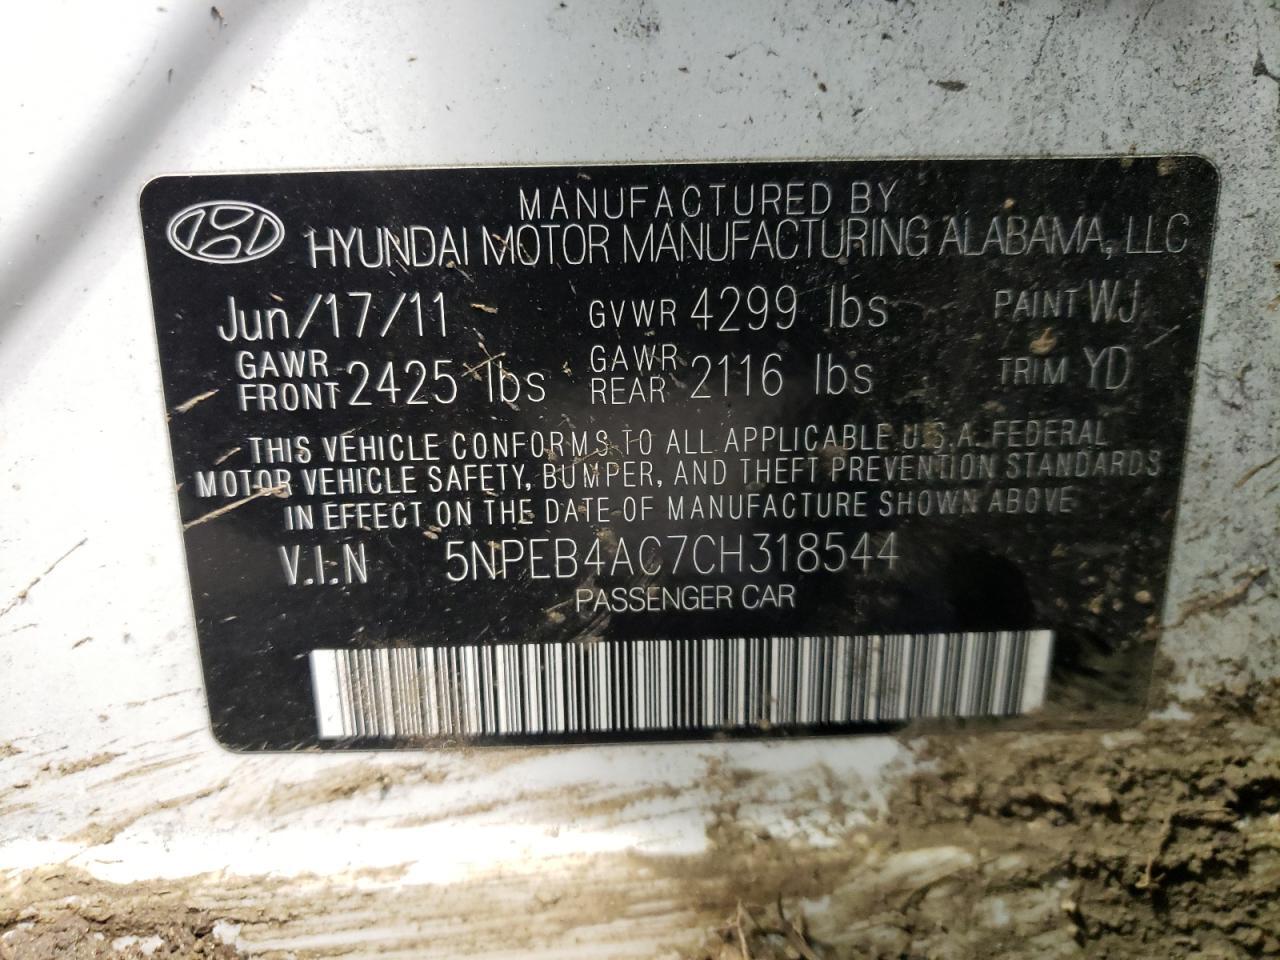 MANUFACTURED BY
HYUNDAI MOTOR MANUFACTURING ALABAMA, LLC
Jun/17/11 GVWR 4299 lbs PAINT WJ
GAWR FRONT 2425 lbs GAWR REAR 2116 lbs TRIM YD
THIS VEHICLE CONFORMS TO ALL APPLICABLE U.S.A. FEDERAL
MOTOR VEHICLE SAFETY, BUMPER, AND THEFT PREVENTION STANDARDS
IN EFFECT ON THE DATE OF MANUFACTURE SHOWN ABOVE
V.I.N 5NPEB4AC7CH318544
PASSENGER CAR